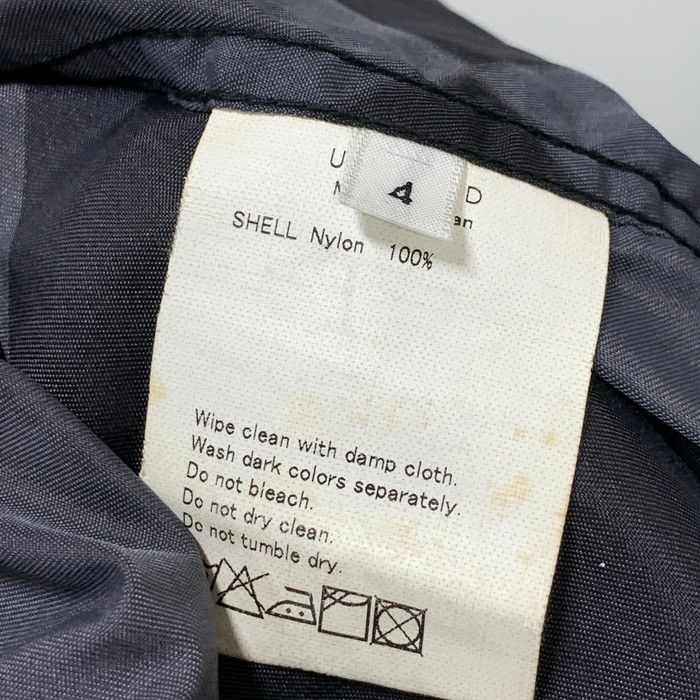 4
SHELL Nylon 100%
Wipe clean with damp cloth.
Wash dark colors separately.
Do not bleach.
Do not dry clean.
Do not tumble dry.